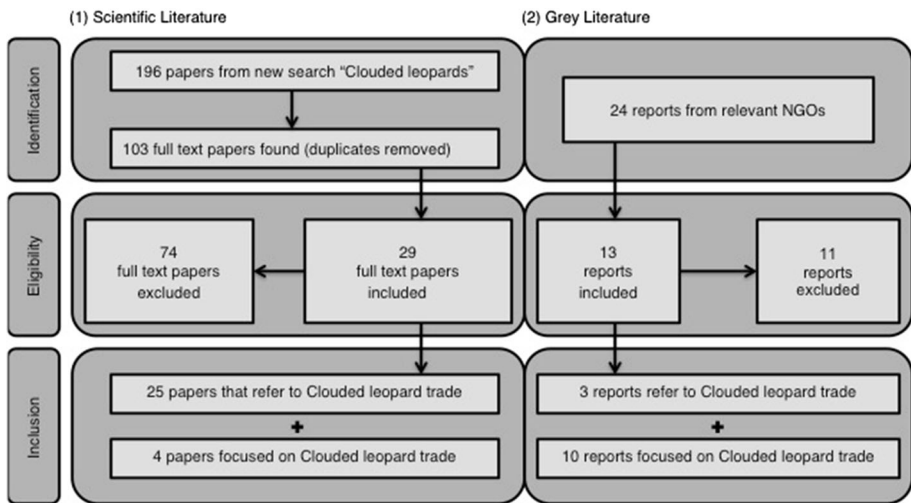 (1) Scientific Literature
(2) Grey Literature
Identification
196 papers from new search “Clouded leopards”
103 full text papers found (duplicates removed)
24 reports from relevant NGOs
Eligibility
74
full text papers
excluded
29
full text papers
included
13
reports
included
11
reports
excluded
Inclusion
25 papers that refer to Clouded leopard trade
+
4 papers focused on Clouded leopard trade
3 reports refer to Clouded leopard trade
+
10 reports focused on Clouded leopard trade